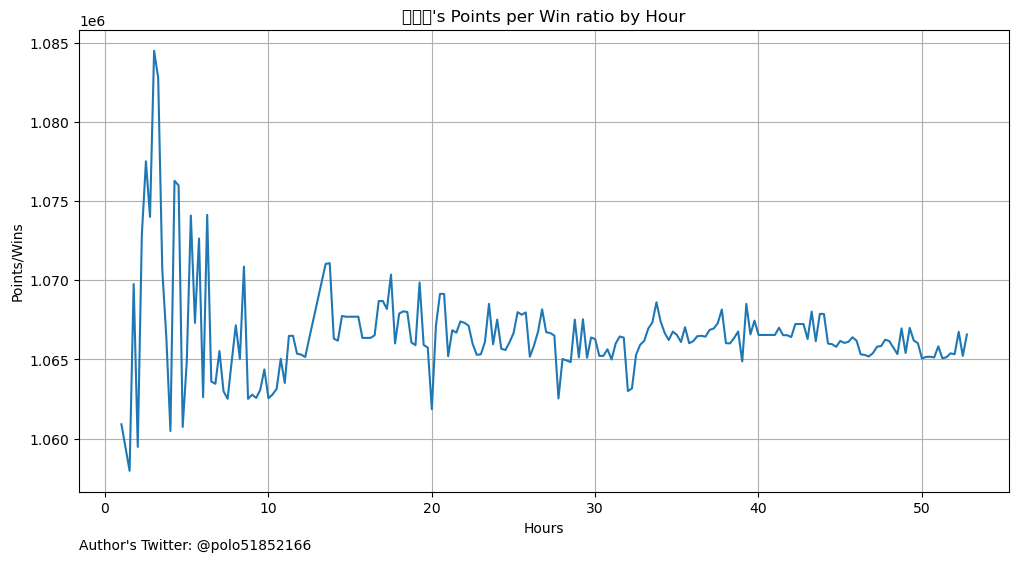 's Points per Win ratio by Hour
1e6
1.085
1.080
1.075
1.070
1.065
1.060
Points/Wins
0 10 20 30 40 50
Hours
Author's Twitter: @polo51852166